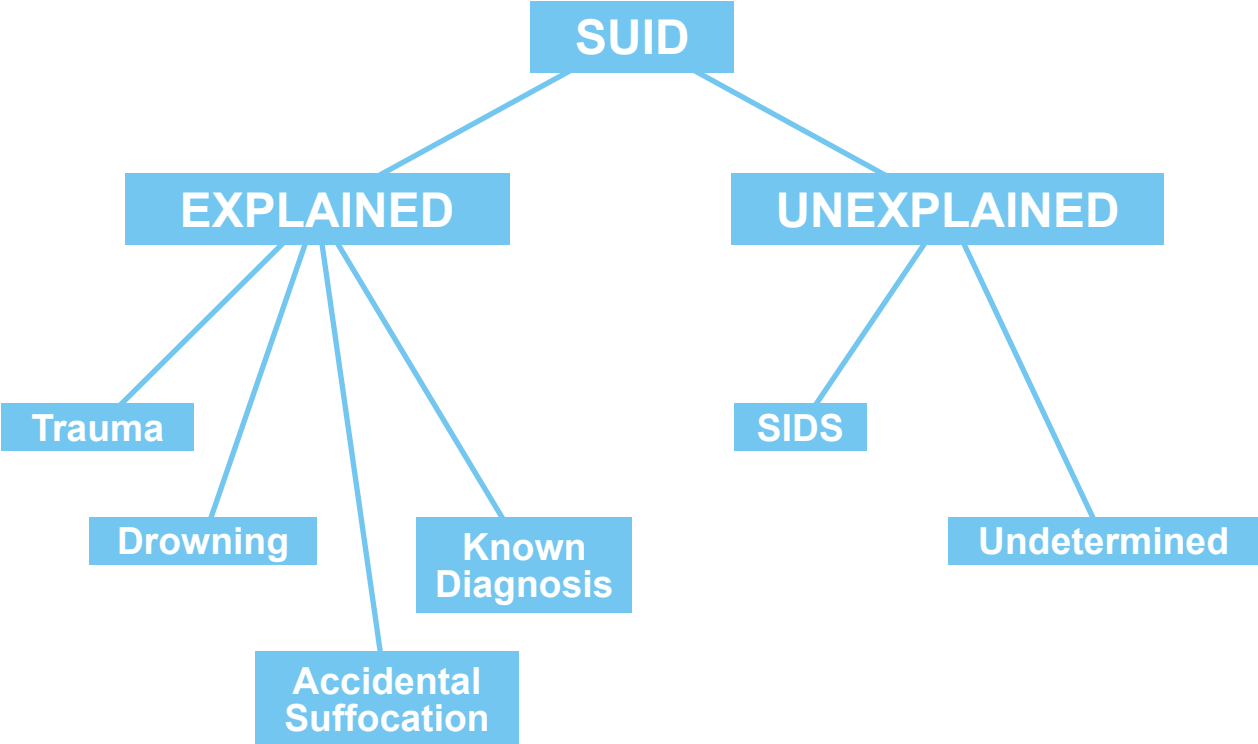 SUID
EXPLAINED
UNEXPLAINED
Trauma
SIDS
Drowning
Known
Diagnosis
Undetermined
Accidental
Suffocation